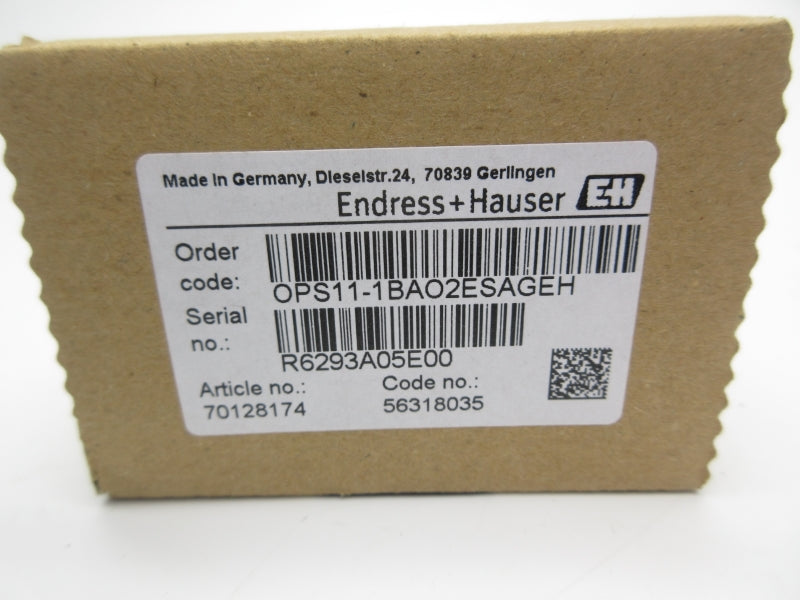 Made in Germany, Dieselstr.24, 70839 Gerlingen
Endress+Hauser EH
Order code: OPS11-1BAO2ESAGEH
Serial no.: R6293A05E00
Article no.: 70128174
Code no.: 56318035